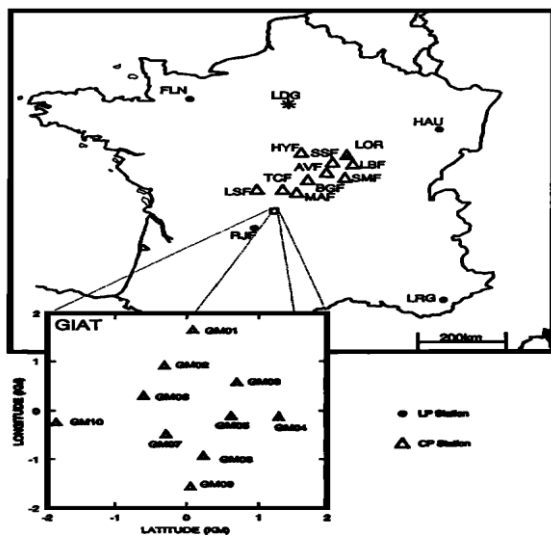 FLN
LDG
HAU
HYF
SSF
LOR
AVF
LBF
TCF
SMF
LSF
BGF
MAF
RJF
LRG
200km
GIAT
GM01
GM02
GM03
GM05
GM10
GM05
GM04
GM07
GM08
GM09
2
1
0
-1
-2
-2
-1
0
1
2
LONGITUDE (KM)
LATITUDE (KM)
LP Station
CP Station